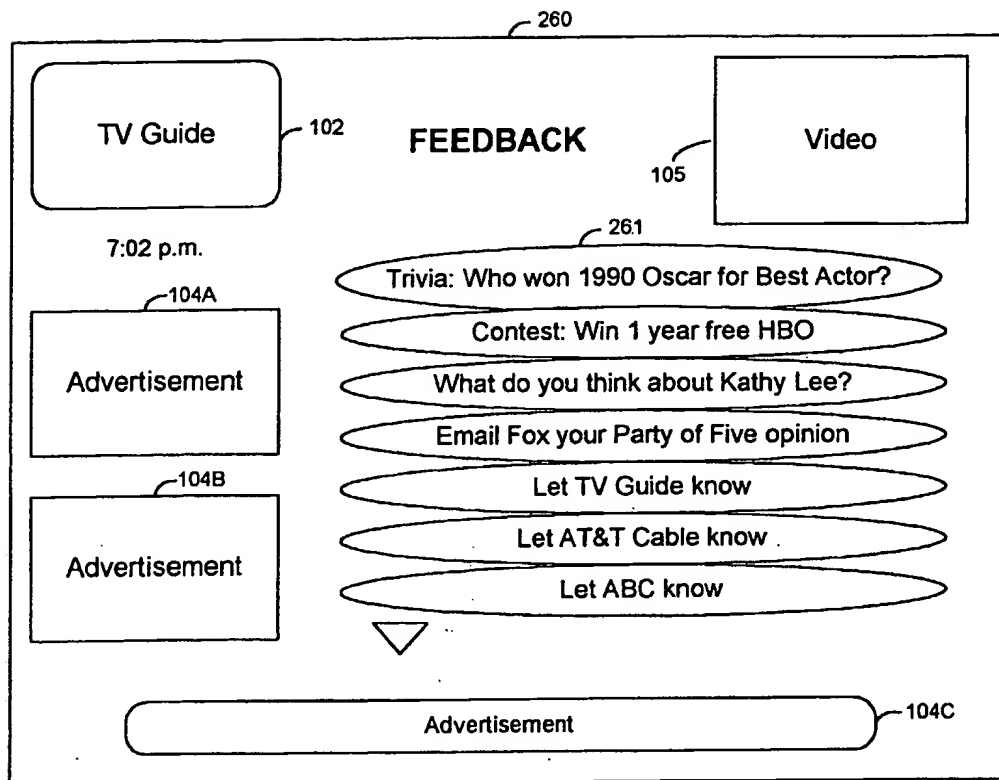 260
TV Guide
102
FEEDBACK
105
Video
7:02 p.m.
261
104A
Advertisement
104B
Advertisement
Trivia: Who won 1990 Oscar for Best Actor?
Contest: Win 1 year free HBO
What do you think about Kathy Lee?
Email Fox your Party of Five opinion
Let TV Guide know
Let AT&T Cable know
Let ABC know
Advertisement
104C